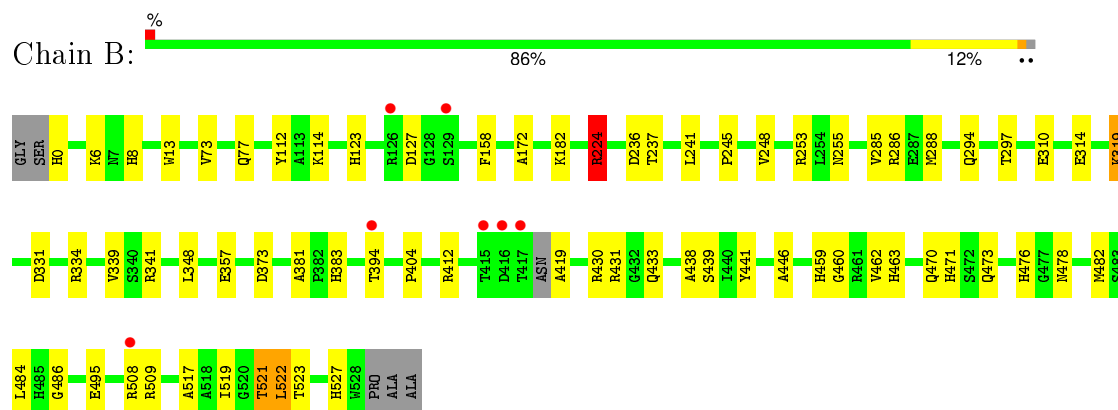 %
Chain B:
86%
12%
••
GLY SER H0 K6 N7 H8 W13 V73 Q77 Y112 A113 K114 H123 R126 D127 G128 S129 F158 A172 K182 R224 D236 T237 L241 P245 V248 R253 L254 N255 V285 R286 E287 M288 Q294 T297 E310 E314
D331 R334 V339 S340 R341 L348 E357 D373 A381 P382 H383 T394 P404 R412 T415 D416 T417 ASN A419 R430 R431 G432 Q433 A438 S439 I440 Y441 A446 H459 G460 R461 V462 H463 Q470 H471 S472 Q473 H476 G477 N478 M482
L484 H485 G486 E495 R508 R509 A517 A518 I519 G520 T521 L522 T523 H527 W528 PRO ALA ALA